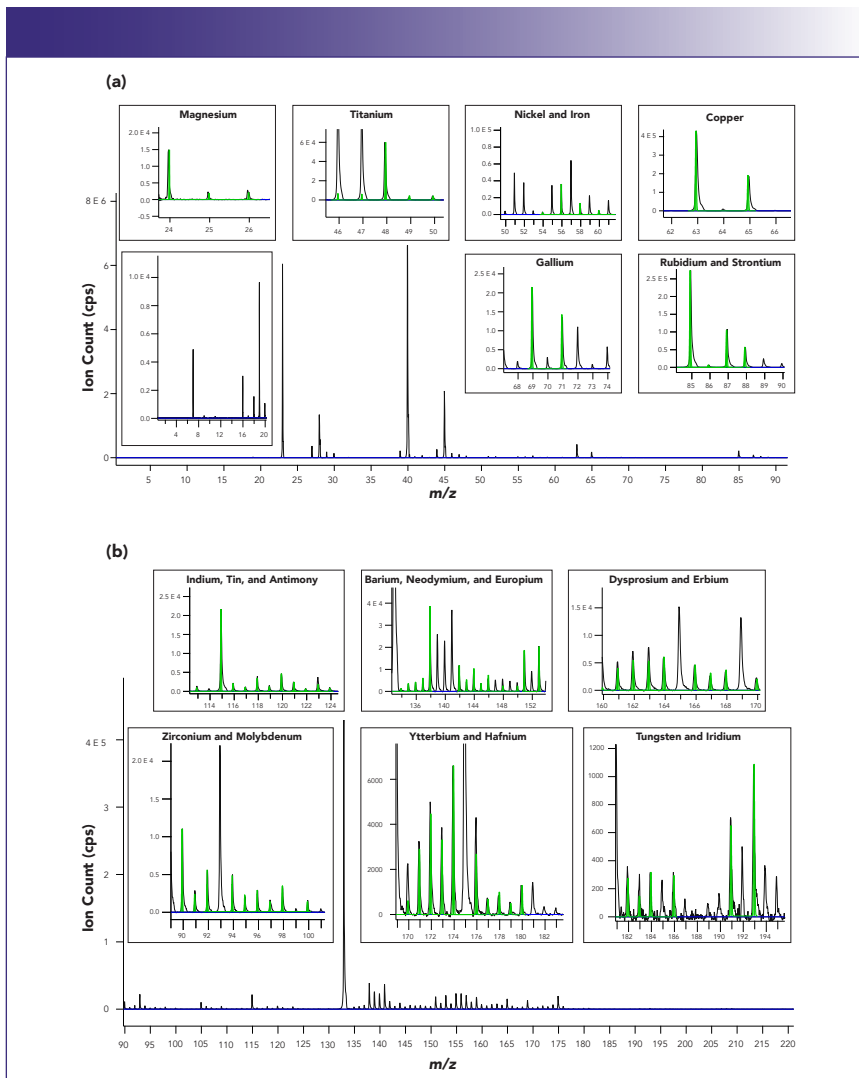 (a)
Magnesium
2.0 E 4
1.5
1.0
0.5
0.0
-0.5
24 25 26
Titanium
6 E 4
4
2
0
46 47 48 49 50
Nickel and Iron
1.0 E 5
0.8
0.6
0.4
0.2
0.0
50 52 54 56 58 60
Copper
4 E 5
3
2
1
0
62 63 64 65 66
1.0 E 4
0.8
0.6
0.4
0.2
0.0
4 8 12 16 20
Gallium
2.5 E 4
2.0
1.5
1.0
0.5
0.0
68 69 70 71 72 73 74
Rubidium and Strontium
2.5 E 4
2.0
1.5
1.0
0.5
0.0
85 86 87 88 89 90
Ion Count (cps)
8 E 6
6
4
2
0
5 10 15 20 25 30 35 40 45 50 55 60 65 70 75 80 85 90
m/z
(b)
Indium, Tin, and Antimony
2.5 E 4
2.0
1.5
1.0
0.5
0.0
114 116 118 120 122 124
Barium, Neodymium, and Europium
4 E 4
3
2
1
0
136 140 144 148 152
Dysprosium and Erbium
1.5 E 4
1.0
0.5
0.0
160 162 164 166 168 170
Zirconium and Molybdenum
2.0 E 4
1.5
1.0
0.5
0.0
90 92 94 96 98 100
Ytterbium and Hafnium
6000
4000
2000
0
170 172 174 176 178 180 182
Tungsten and Iridium
1200
1000
800
600
400
200
0
182 184 186 188 190 192 194
Ion Count (cps)
4 E 5
3
2
1
0
90 95 100 105 110 115 120 125 130 135 140 145 150 155 160 165 170 175 180 185 190 195 200 205 210 215 220
m/z